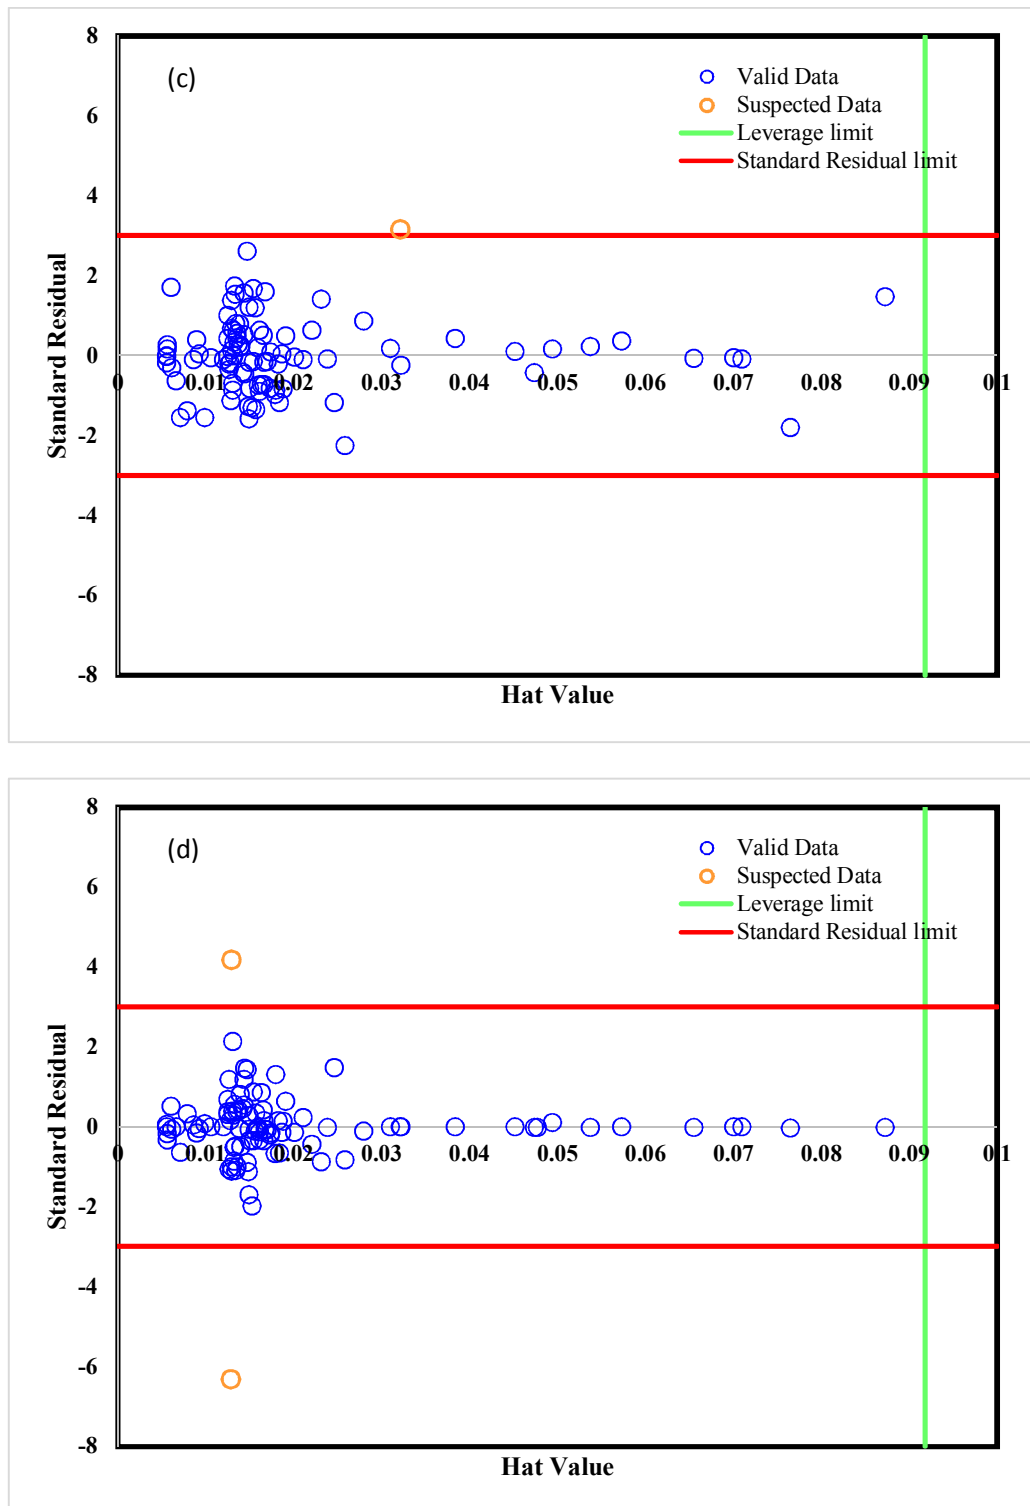 8
(c)
Valid Data
Suspected Data
Leverage limit
Standard Residual limit
6
4
2
0
-2
-4
-6
-8
Standard Residual
0 0.01 0.02 0.03 0.04 0.05 0.06 0.07 0.08 0.09 0.1
Hat Value
8
(d)
Valid Data
Suspected Data
Leverage limit
Standard Residual limit
6
4
2
0
-2
-4
-6
-8
Standard Residual
0 0.01 0.02 0.03 0.04 0.05 0.06 0.07 0.08 0.09 0.1
Hat Value